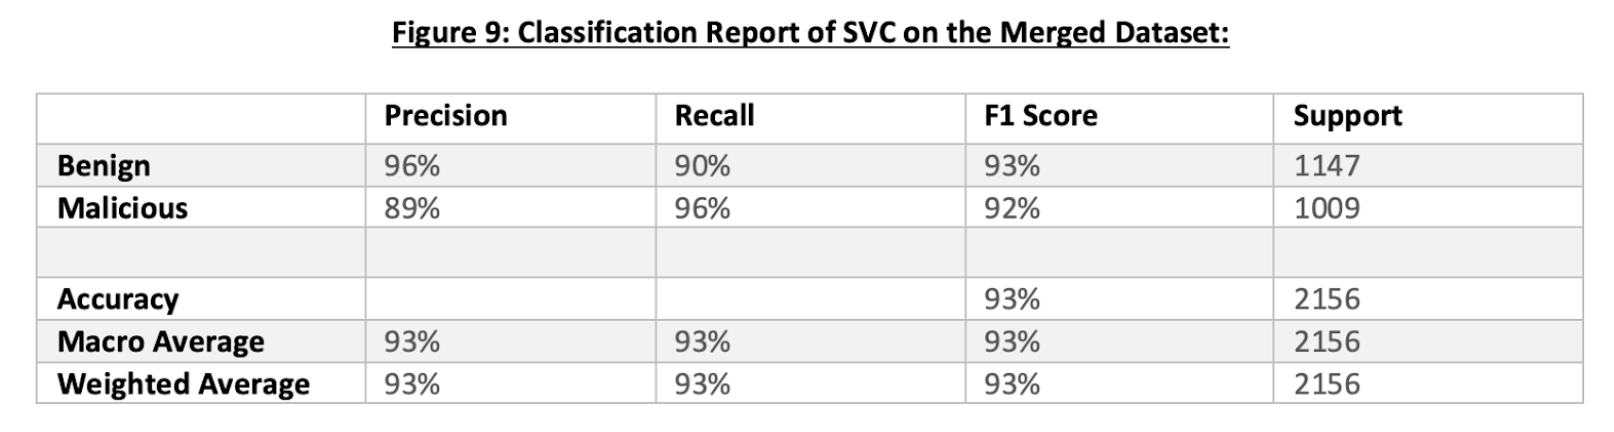 Figure 9: Classification Report of SVC on the Merged Dataset:
Precision Recall F1 Score Support
Benign 96% 90% 93% 1147
Malicious 89% 96% 92% 1009
Accuracy 93% 2156
Macro Average 93% 93% 93% 2156
Weighted Average 93% 93% 93% 2156